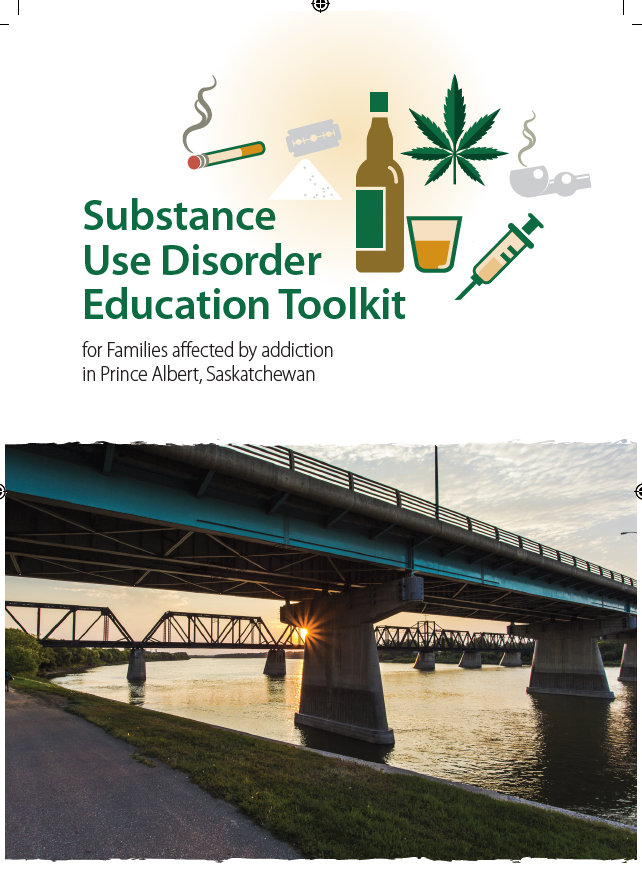 Substance
Use Disorder
Education Toolkit
for Families affected by addiction
in Prince Albert, Saskatchewan